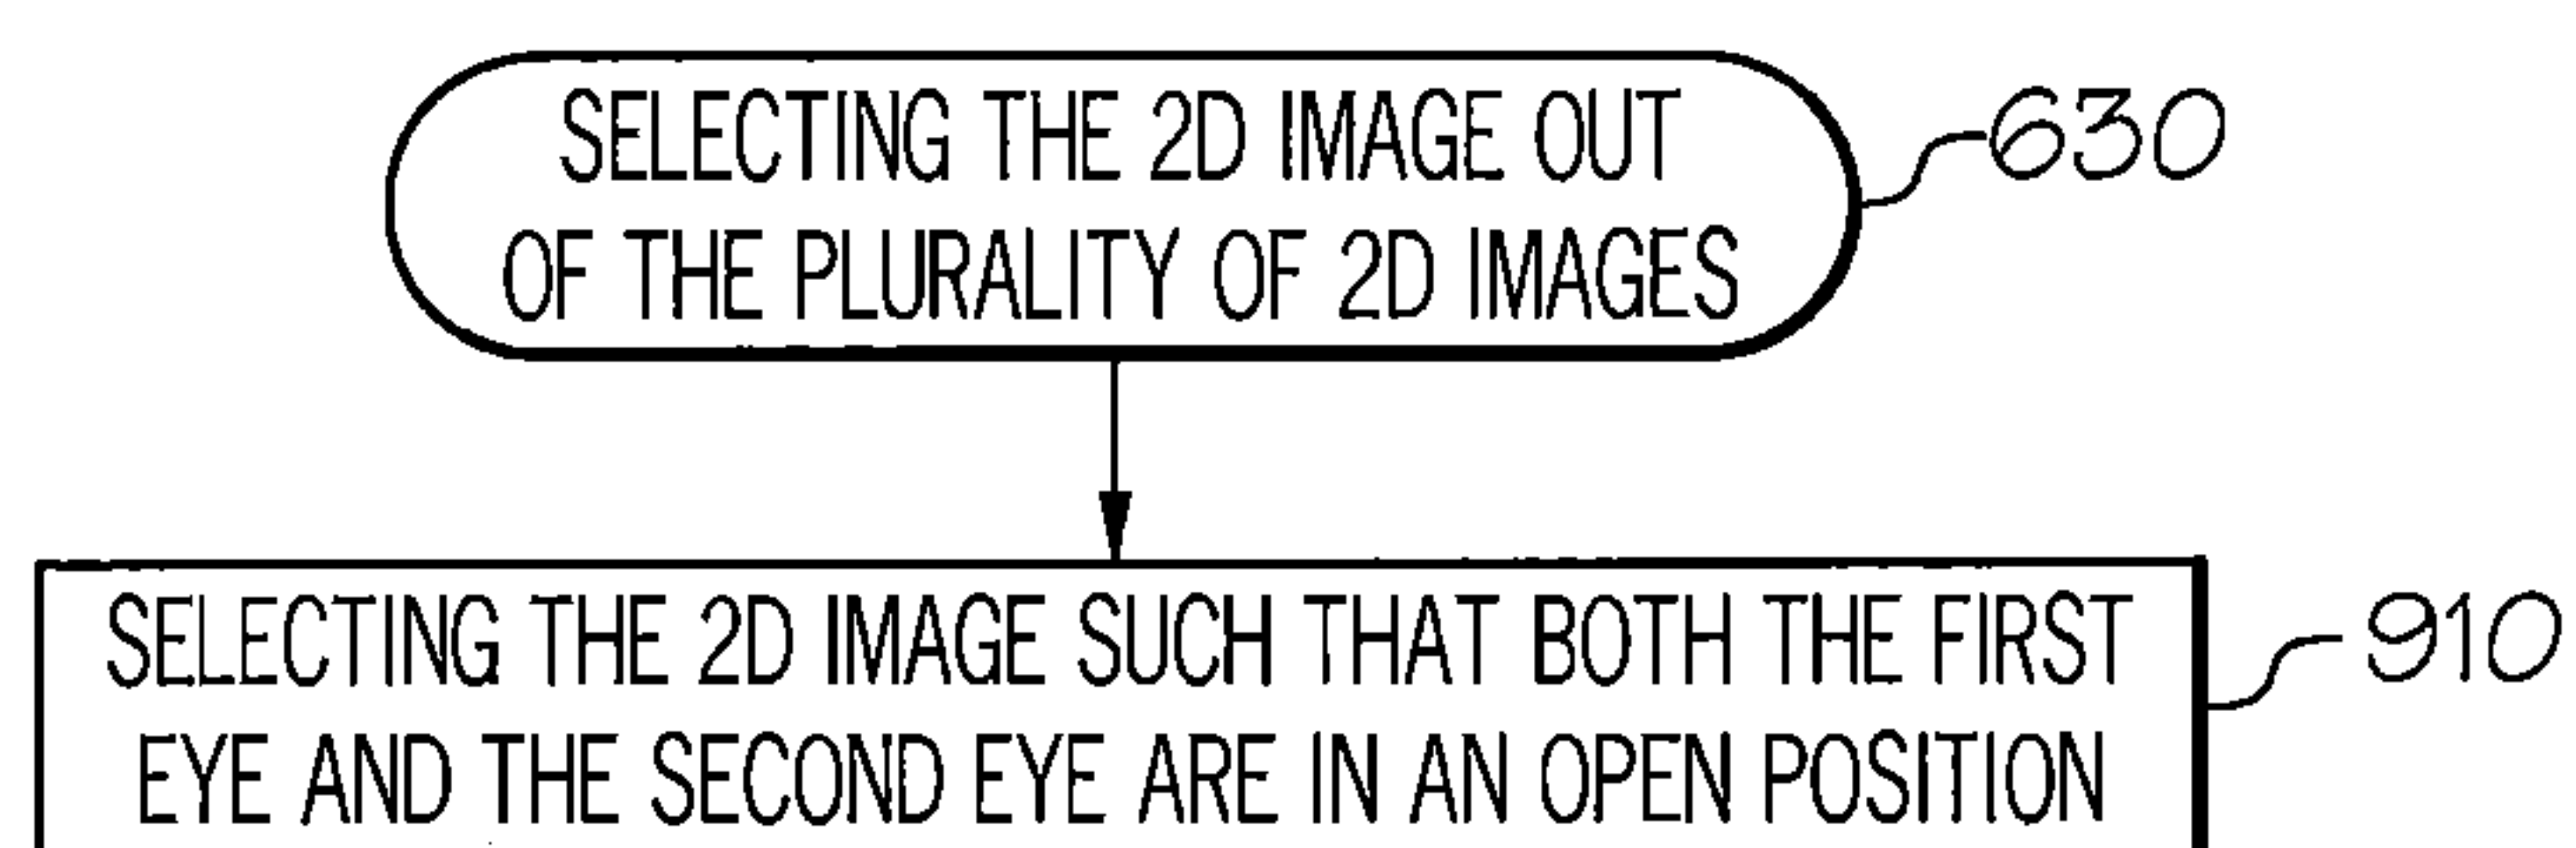 SELECTING THE 2D IMAGE OUT
OF THE PLURALITY OF 2D IMAGES
630
SELECTING THE 2D IMAGE SUCH THAT BOTH THE FIRST
EYE AND THE SECOND EYE ARE IN AN OPEN POSITION
910